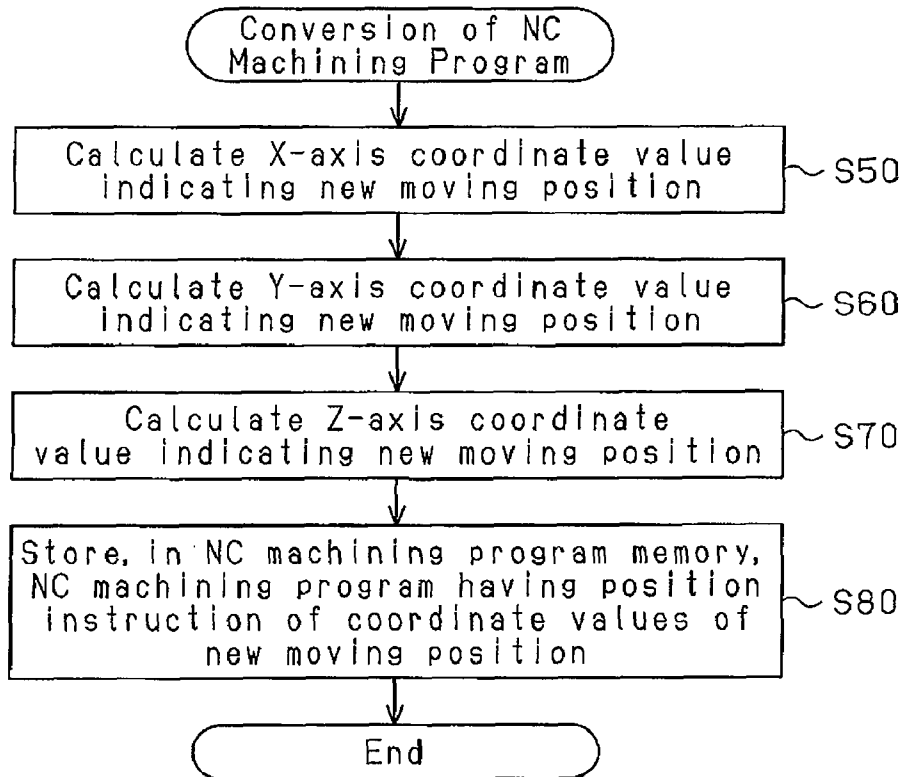 Conversion of NC
Machining Program
Calculate X-axis coordinate value
indicating new moving position
S50
Calculate Y-axis coordinate value
indicating new moving position
S60
Calculate Z-axis coordinate
value indicating new moving position
S70
Store, in NC machining program memory,
NC machining program having position
instruction of coordinate values of
new moving position
S80
End